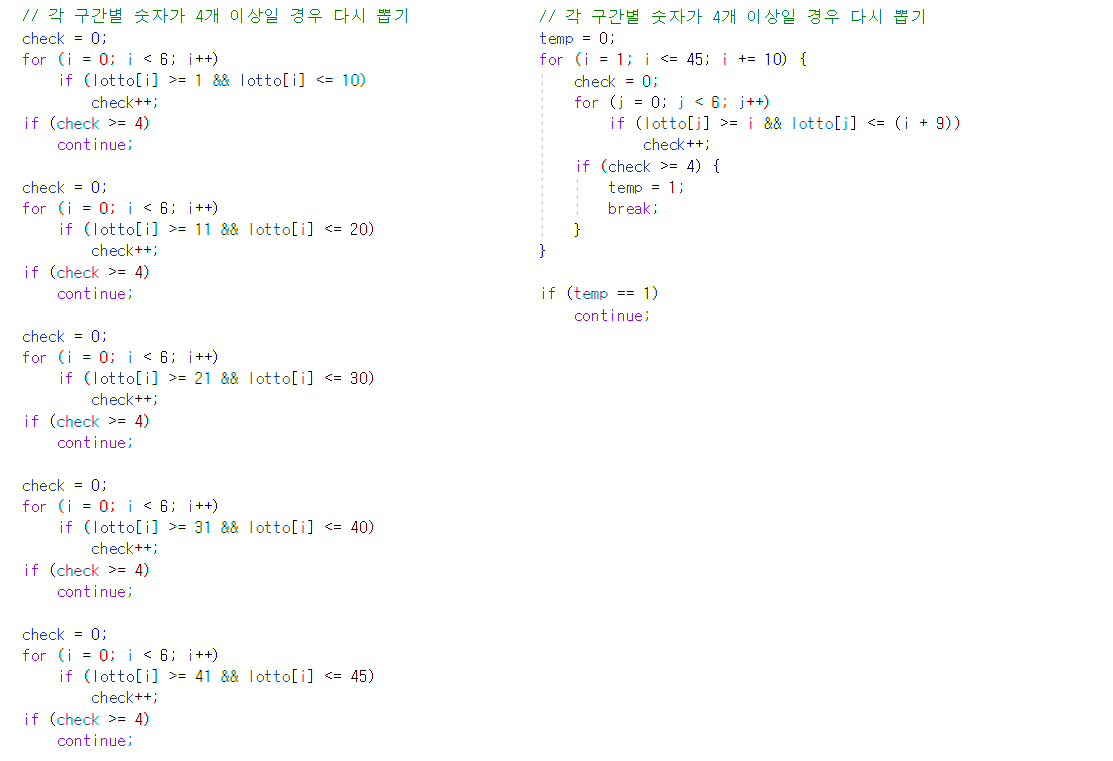 // 각 구간별 숫자가 4개 이상일 경우 다시 뽑기
check = 0;
for (i = 0; i < 6; i++)
    if (lotto[i] >= 1 && lotto[i] <= 10)
        check++;
if (check >= 4)
    continue;

check = 0;
for (i = 0; i < 6; i++)
    if (lotto[i] >= 11 && lotto[i] <= 20)
        check++;
if (check >= 4)
    continue;

check = 0;
for (i = 0; i < 6; i++)
    if (lotto[i] >= 21 && lotto[i] <= 30)
        check++;
if (check >= 4)
    continue;

check = 0;
for (i = 0; i < 6; i++)
    if (lotto[i] >= 31 && lotto[i] <= 40)
        check++;
if (check >= 4)
    continue;

check = 0;
for (i = 0; i < 6; i++)
    if (lotto[i] >= 41 && lotto[i] <= 45)
        check++;
if (check >= 4)
    continue;

// 각 구간별 숫자가 4개 이상일 경우 다시 뽑기
temp = 0;
for (i = 1; i <= 45; i += 10) {
    check = 0;
    for (j = 0; j < 6; j++)
        if (lotto[j] >= i && lotto[j] <= (i + 9))
            check++;
    if (check >= 4) {
        temp = 1;
        break;
    }
}

if (temp == 1)
    continue;